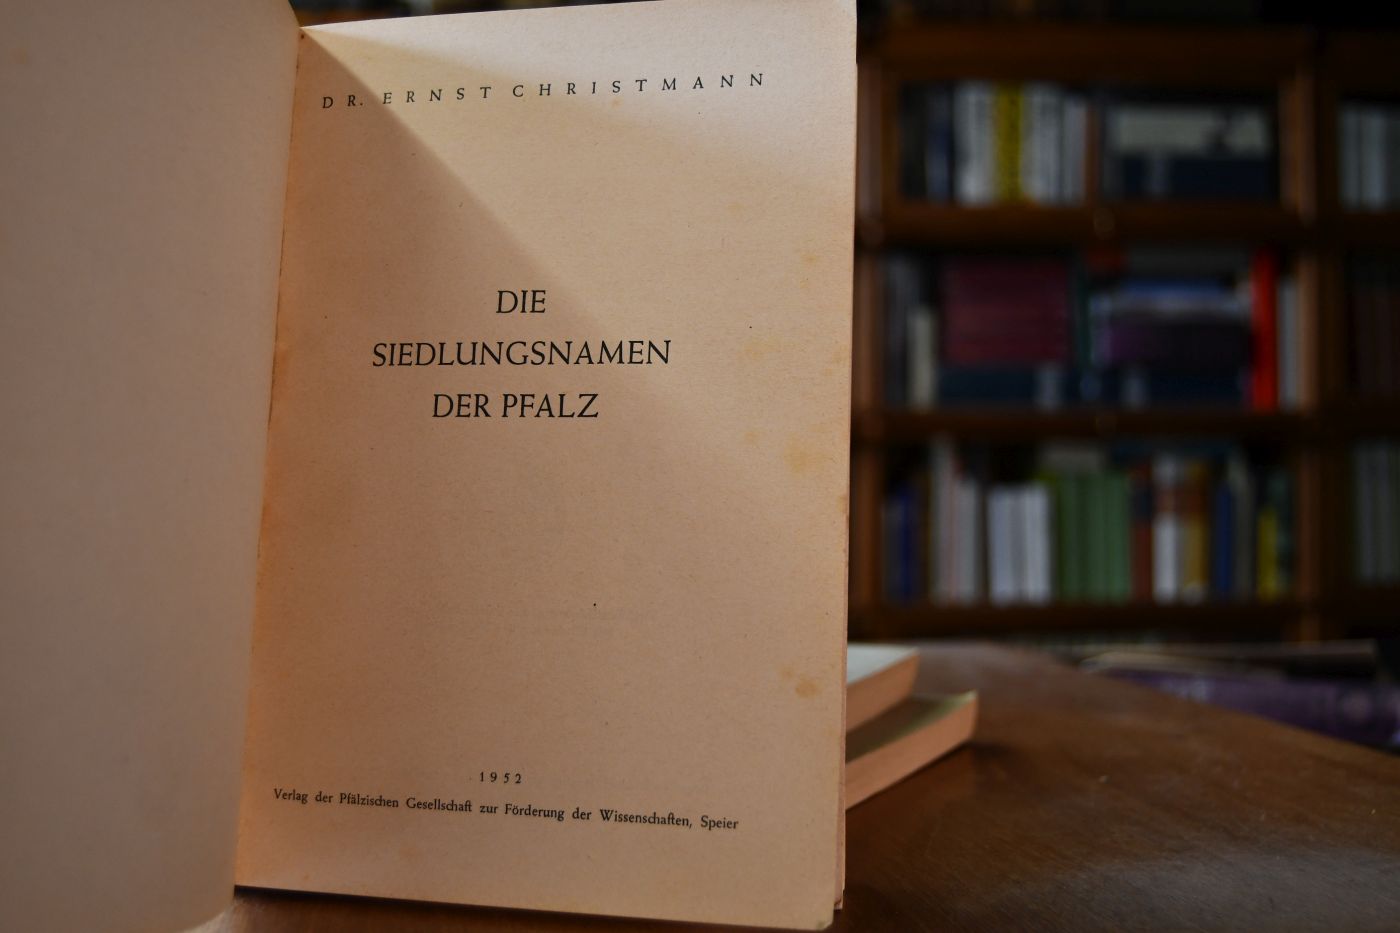 DR. ERNST CHRISTMANN
DIE
SIEDLUNGSNAMEN
DER PFALZ
1952
Verlag der Pfälzischen Gesellschaft zur Förderung der Wissenschaften, Speier